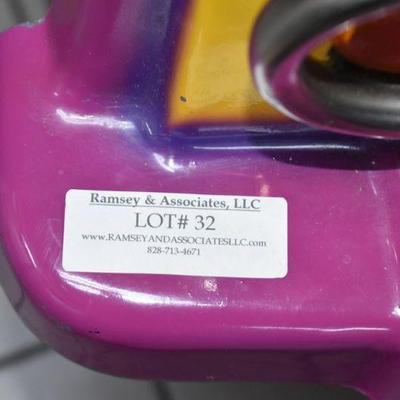 Ramsey & Associates, LLC
LOT# 32
www.RAMSEYANDASSOCIATESLLC.com
828-713-4671